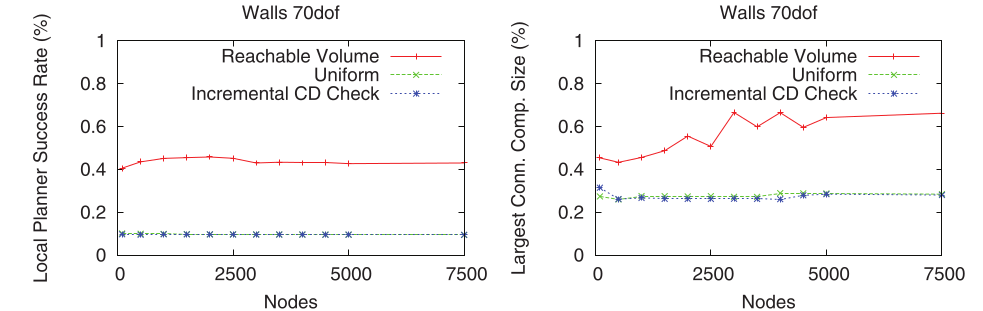 Walls 70dof
Local Planner Success Rate (%)
1
0.8
0.6
0.4
0.2
0
Reachable Volume
Uniform
Incremental CD Check
0 2500 5000 7500
Nodes
Walls 70dof
Largest Conn. Comp. Size (%)
1
0.8
0.6
0.4
0.2
0
Reachable Volume
Uniform
Incremental CD Check
0 2500 5000 7500
Nodes